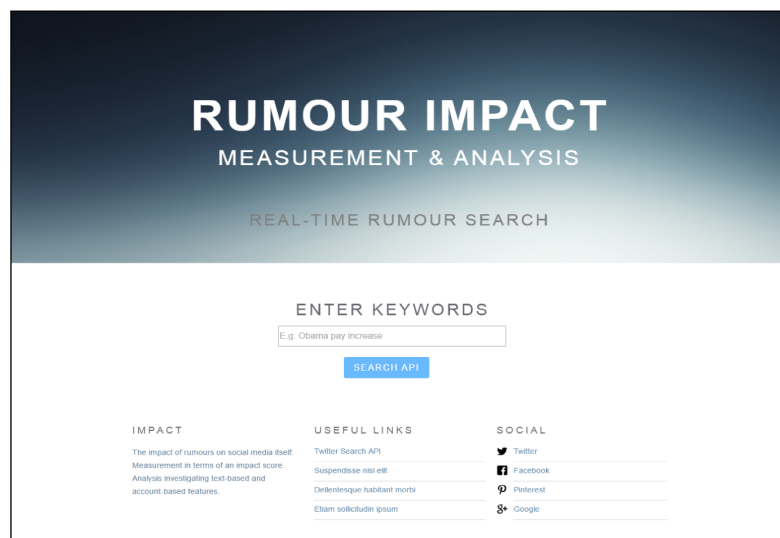 RUMOUR IMPACT
MEASUREMENT & ANALYSIS
REAL-TIME RUMOUR SEARCH
ENTER KEYWORDS
E.g. Obama pay increase
SEARCH API
IMPACT
The impact of rumours on social media itself.
Measurement in terms of an impact score.
Analysis investigating text-based and
account-based features.
USEFUL LINKS
Twitter Search API
Suspendisse nisl elit
Dellentesque habitant morbi
Etiam sollicitudin ipsum
SOCIAL
Twitter
Facebook
Pinterest
Google